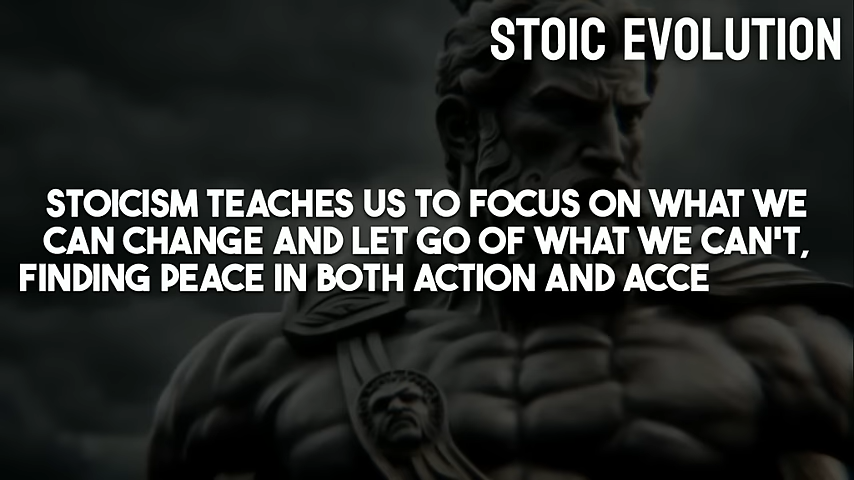 STOIC EVOLUTION
STOICISM TEACHES US TO FOCUS ON WHAT WE
CAN CHANGE AND LET GO OF WHAT WE CAN'T,
FINDING PEACE IN BOTH ACTION AND ACCE